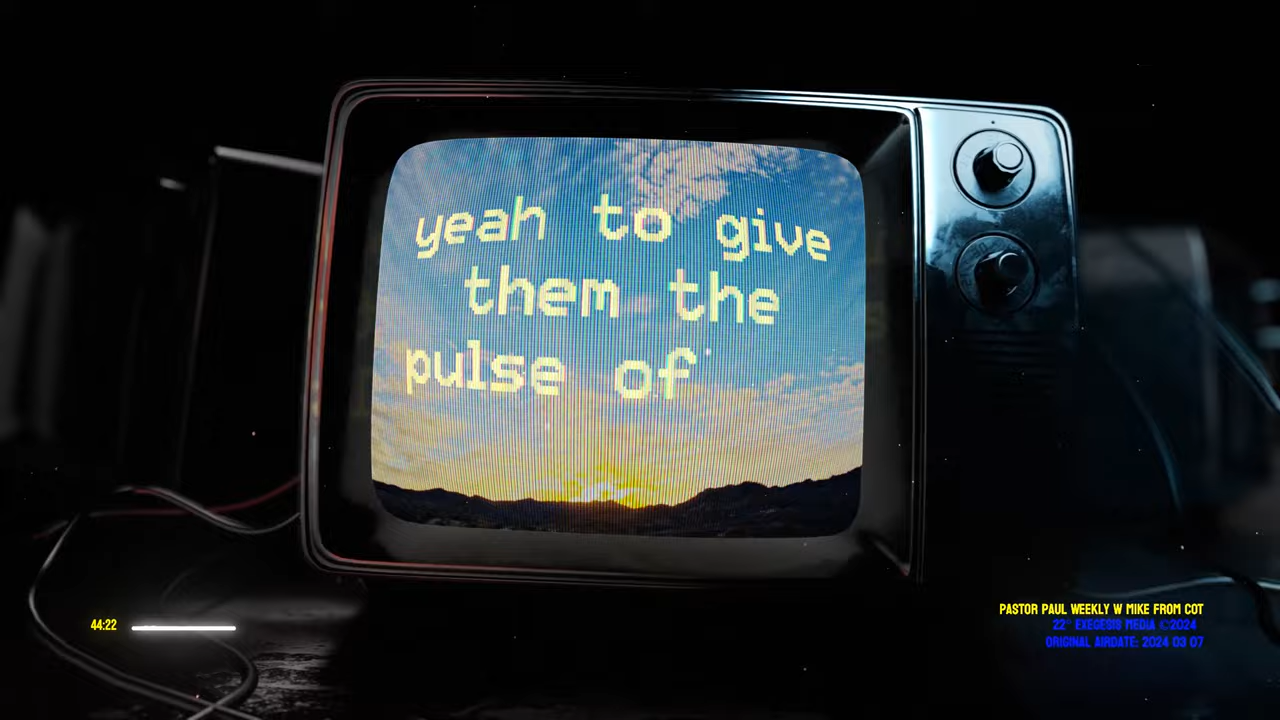 yeah to give
them the
pulse of
44:22
PASTOR PAUL WEEKLY W MIKE FROM COT
22° EXEGESIS MEDIA ©2024
ORIGINAL AIRDATE: 2024 03 07